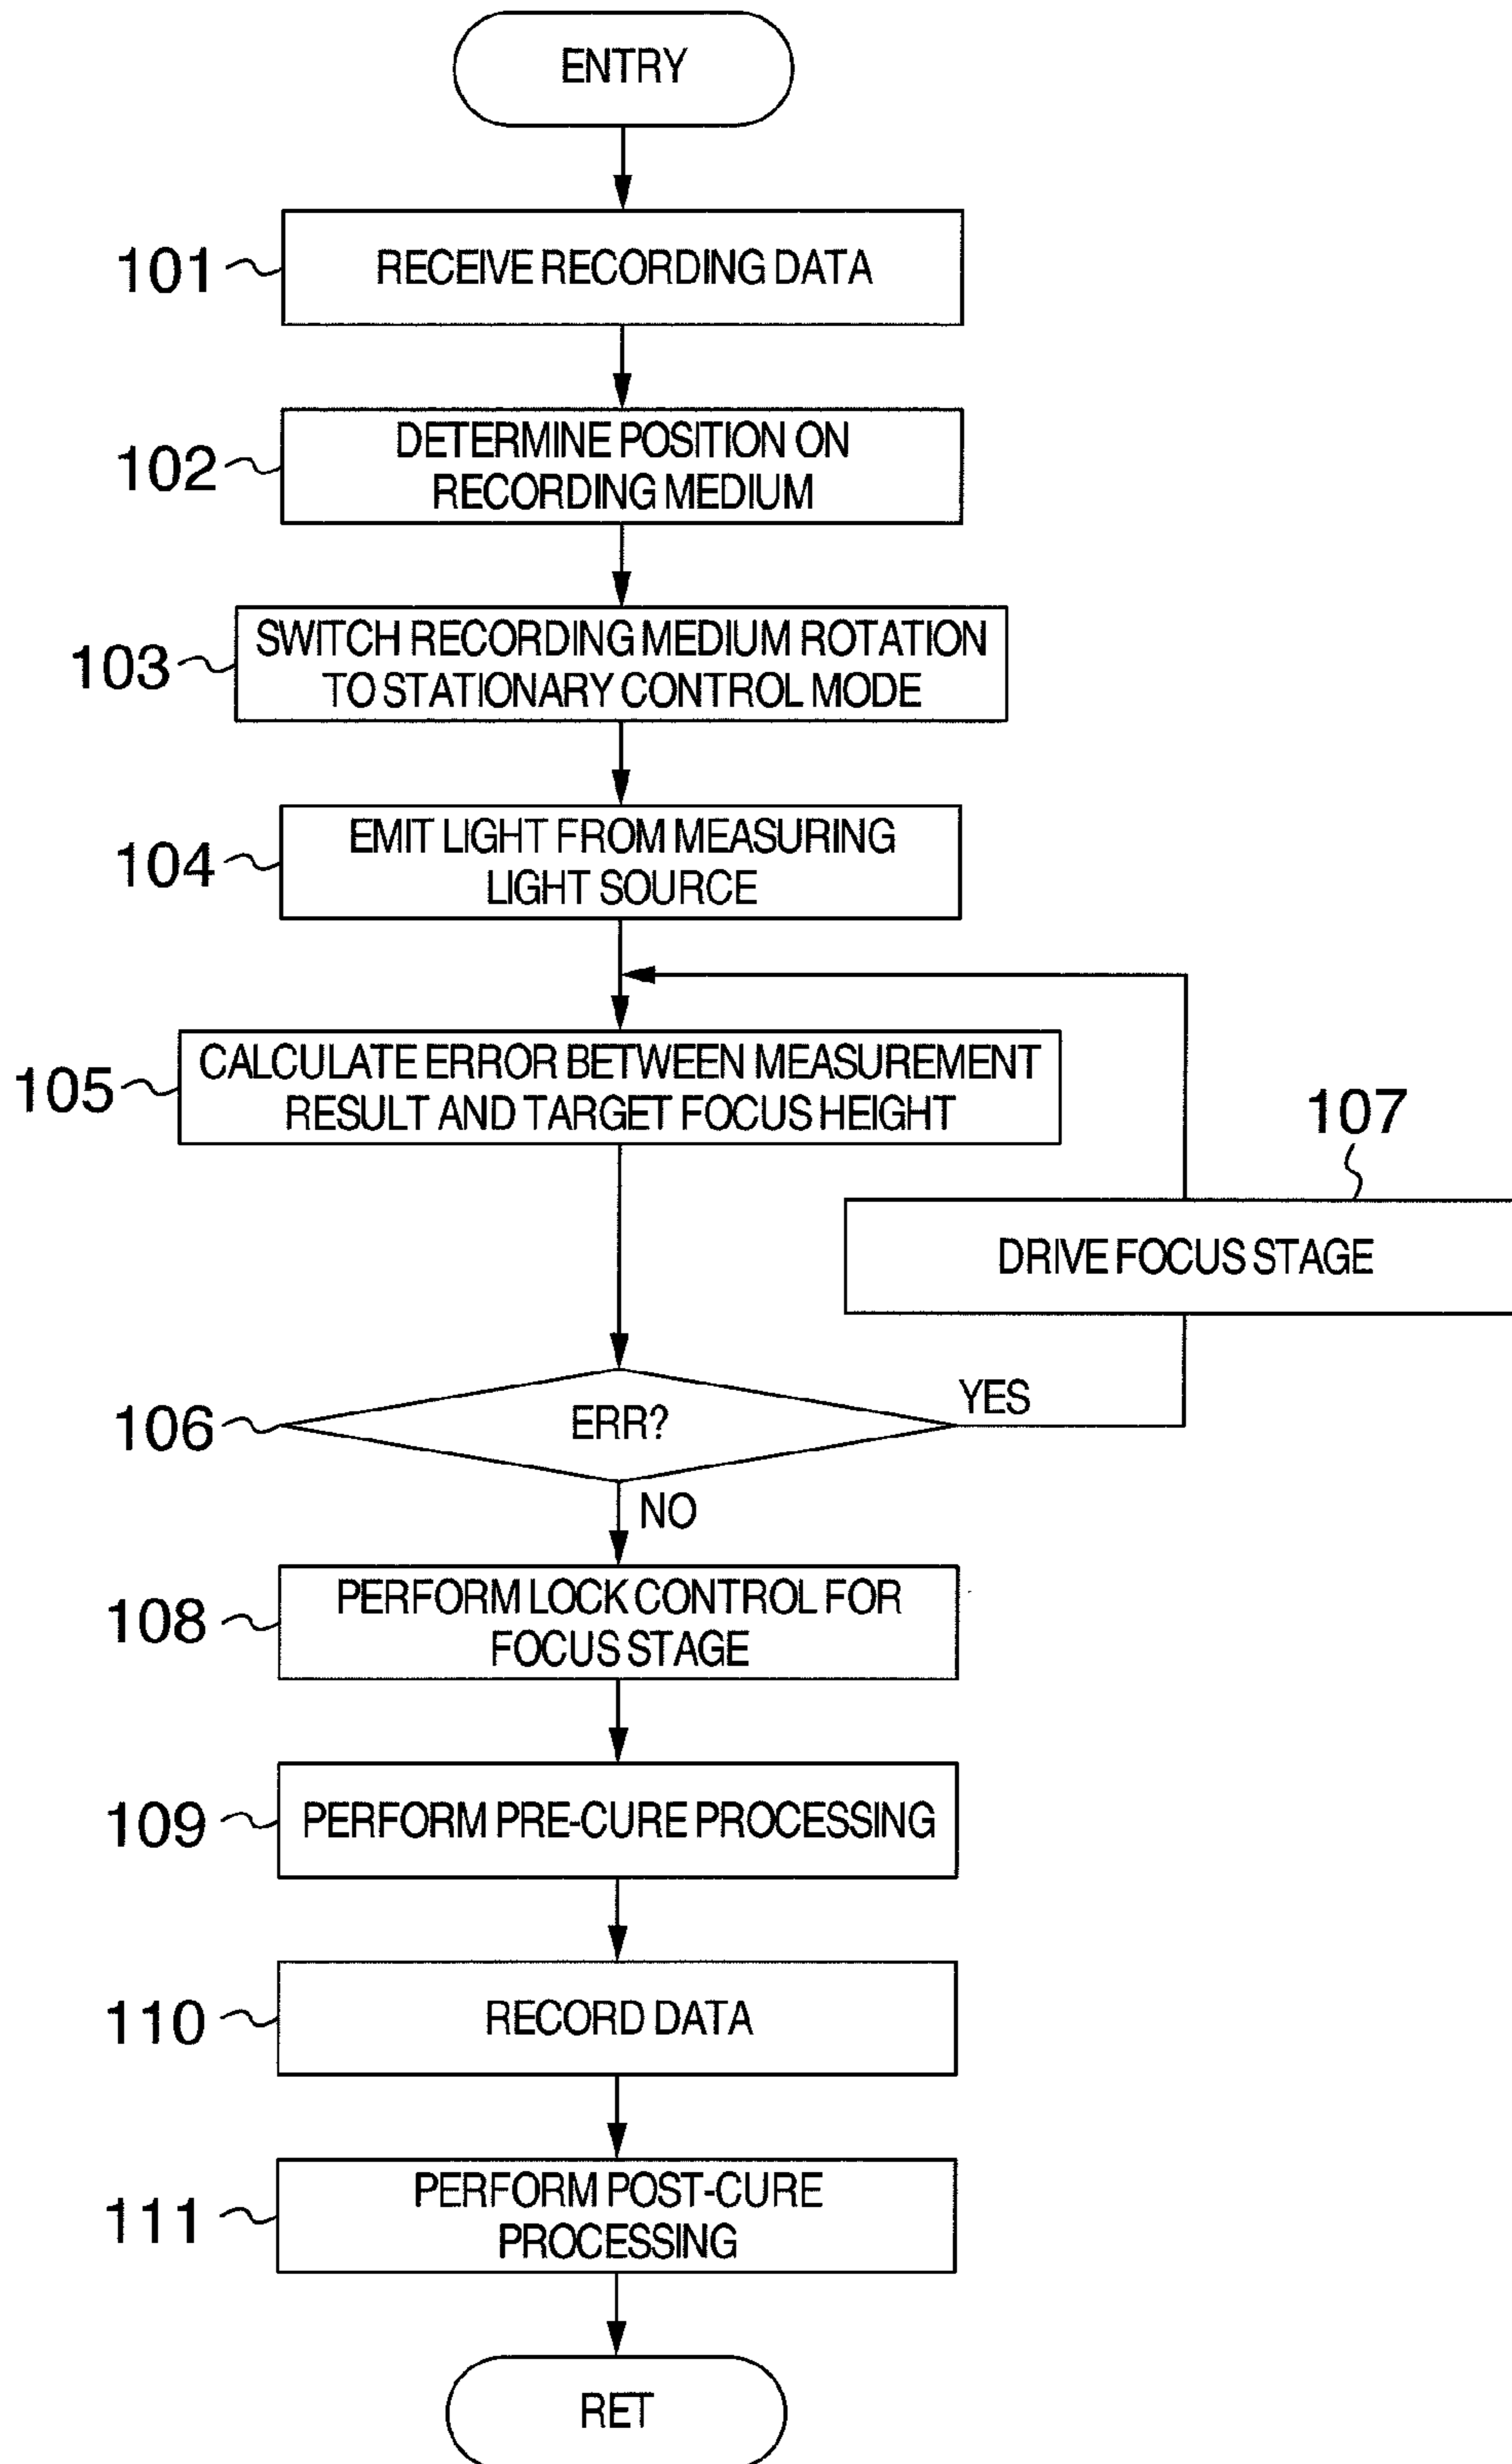 ENTRY
101
RECEIVE RECORDING DATA
102
DETERMINE POSITION ON
RECORDING MEDIUM
103
SWITCH RECORDING MEDIUM ROTATION
TO STATIONARY CONTROL MODE
104
EMIT LIGHT FROM MEASURING
LIGHT SOURCE
105
CALCULATE ERROR BETWEEN MEASUREMENT
RESULT AND TARGET FOCUS HEIGHT
107
DRIVE FOCUS STAGE
106
ERR?
YES
NO
108
PERFORM LOCK CONTROL FOR
FOCUS STAGE
109
PERFORM PRE-CURE PROCESSING
110
RECORD DATA
111
PERFORM POST-CURE
PROCESSING
RET